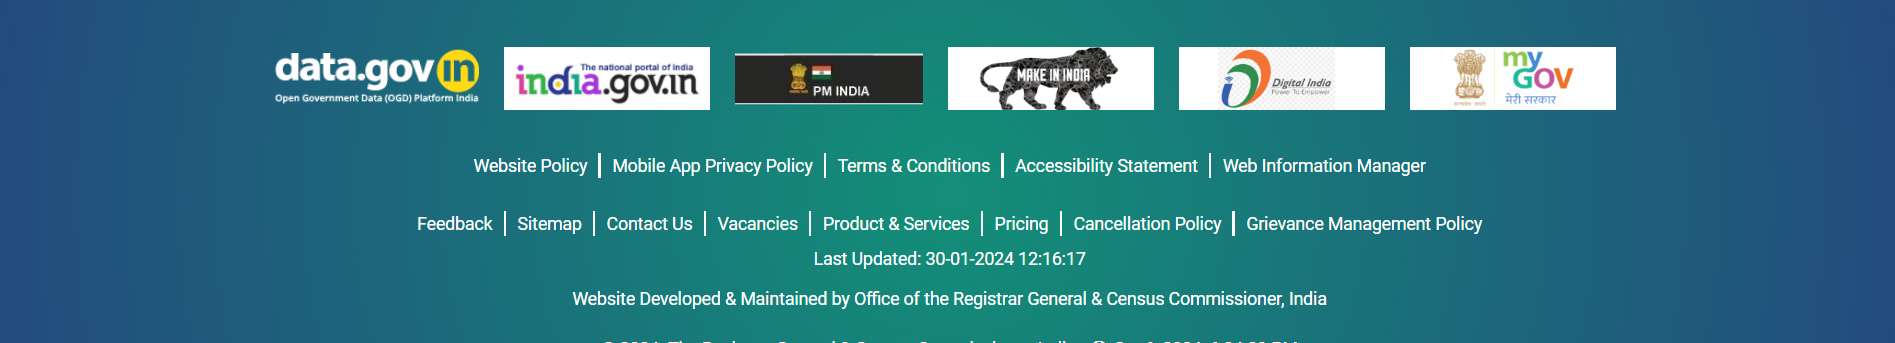 data.gov in
Open Government Data (OGD) Platform India
The national portal of India
india.gov.in
PM INDIA
MAKE IN INDIA
Digital India
Power To Empower
my
GOV
मेरी सरकार
Website Policy
Mobile App Privacy Policy
Terms & Conditions
Accessibility Statement
Web Information Manager
Feedback
Sitemap
Contact Us
Vacancies
Product & Services
Pricing
Cancellation Policy
Grievance Management Policy
Last Updated: 30-01-2024 12:16:17
Website Developed & Maintained by Office of the Registrar General & Census Commissioner, India